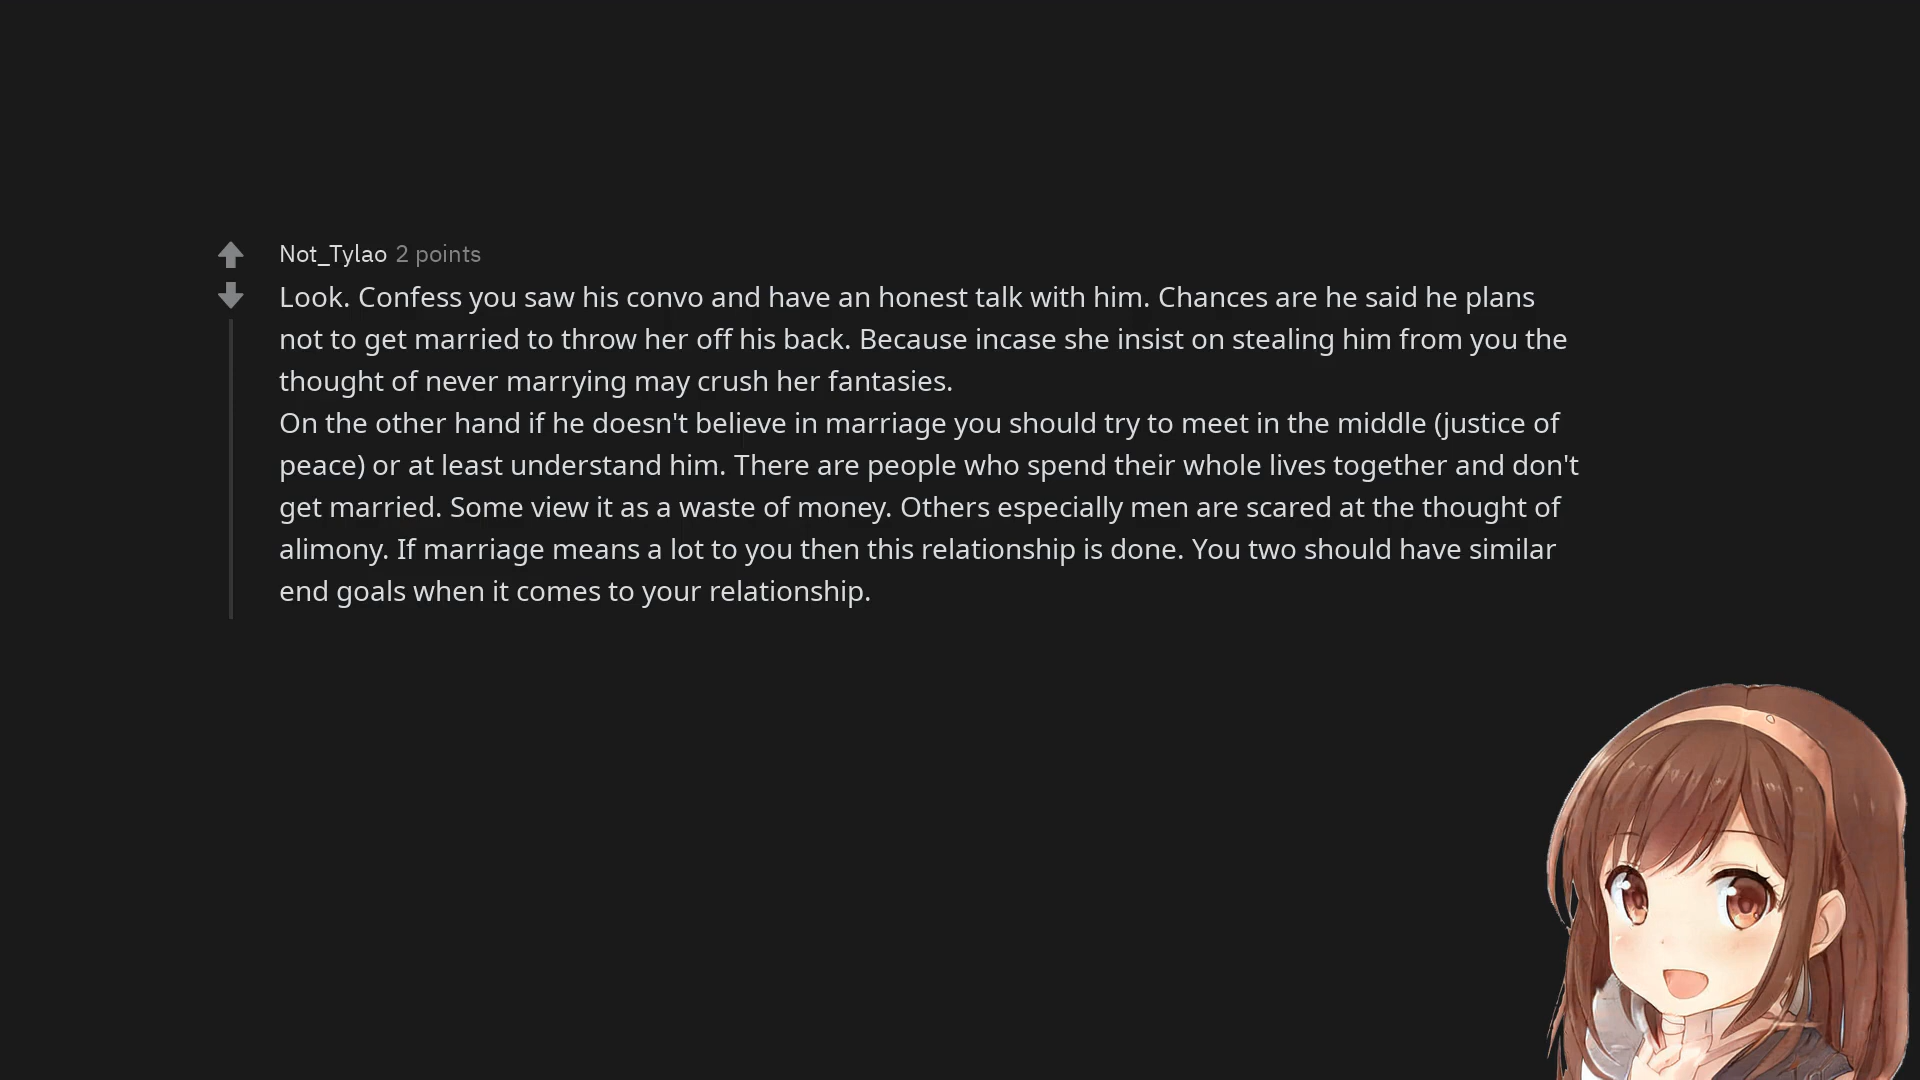 Not_Tylao 2 points
Look. Confess you saw his convo and have an honest talk with him. Chances are he said he plans
not to get married to throw her off his back. Because incase she insist on stealing him from you the
thought of never marrying may crush her fantasies.
On the other hand if he doesn't believe in marriage you should try to meet in the middle (justice of
peace) or at least understand him. There are people who spend their whole lives together and don't
get married. Some view it as a waste of money. Others especially men are scared at the thought of
alimony. If marriage means a lot to you then this relationship is done. You two should have similar
end goals when it comes to your relationship.